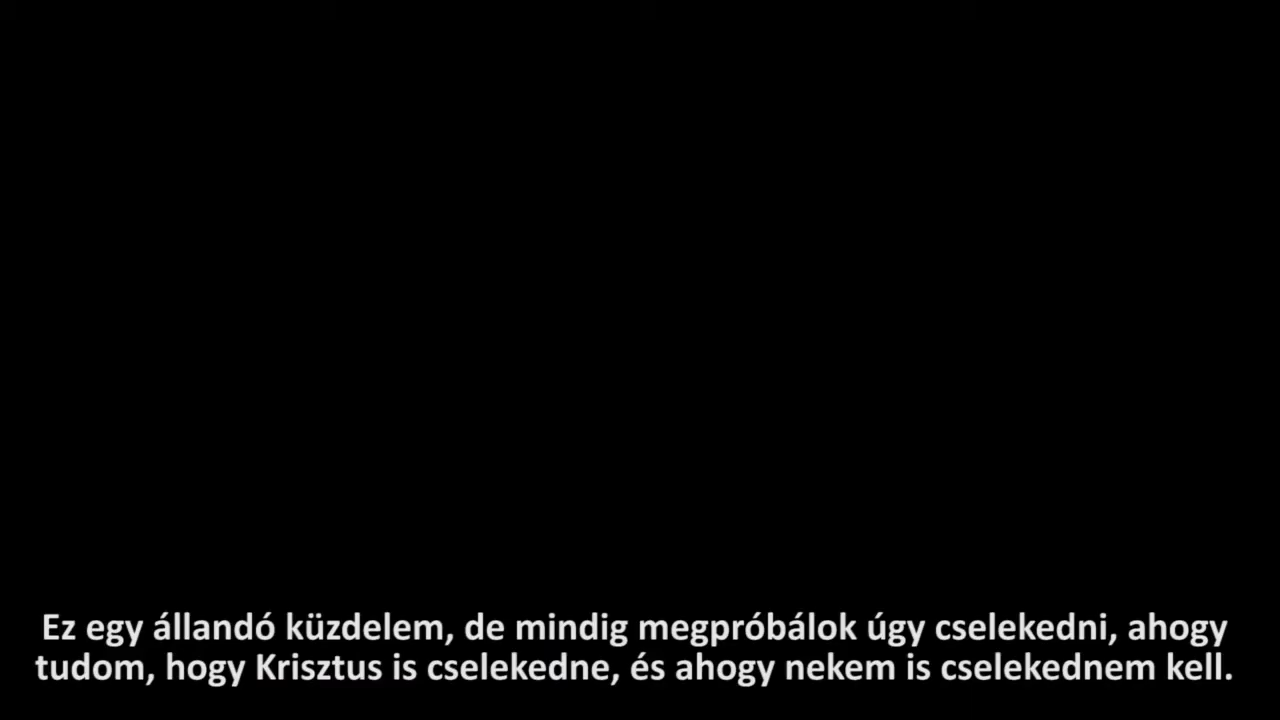 Ez egy állandó küzdelem, de mindig megpróbálok úgy cselekedni, ahogy
tudom, hogy Krisztus is cselekedne, és ahogy nekem is cselekednem kell.